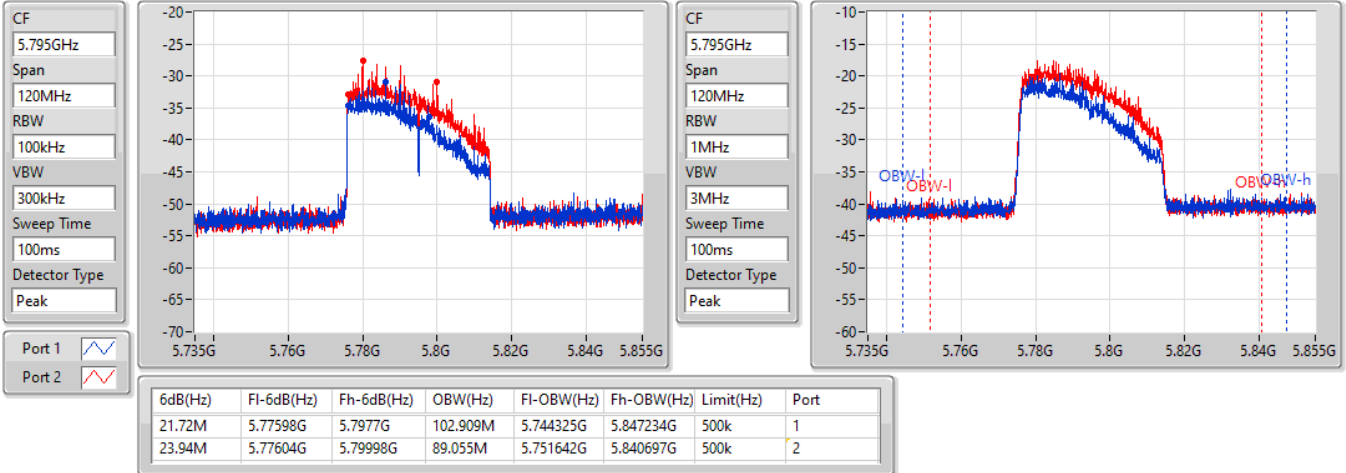 CF
5.795GHz
Span
120MHz
RBW
100kHz
VBW
300kHz
Sweep Time
100ms
Detector Type
Peak
Port 1
Port 2
-20
-25
-30
-35
-40
-45
-50
-55
-60
-65
-70
5.735G 5.76G 5.78G 5.8G 5.82G 5.84G 5.855G
CF
5.795GHz
Span
120MHz
RBW
1MHz
VBW
3MHz
Sweep Time
100ms
Detector Type
Peak
-10
-15
-20
-25
-30
-35
-40
-45
-50
-55
-60
OBW-l
OBW-l
OBW-h
OBW-h
5.735G 5.76G 5.78G 5.8G 5.82G 5.84G 5.855G
6dB(Hz) Fl-6dB(Hz) Fh-6dB(Hz) OBW(Hz) Fl-OBW(Hz) Fh-OBW(Hz) Limit(Hz) Port
21.72M 5.77598G 5.7977G 102.909M 5.744325G 5.847234G 500k 1
23.94M 5.77604G 5.79998G 89.055M 5.751642G 5.840697G 500k 2